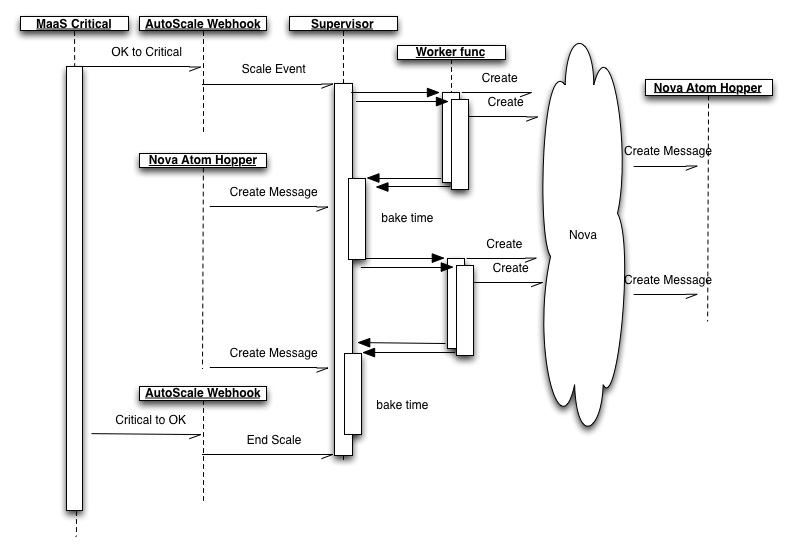 MaaS Critical
AutoScale Webhook
Supervisor
OK to Critical
Worker func
Scale Event
Create
Nova Atom Hopper
Create
Create Message
Nova Atom Hopper
Create Message
bake time
Nova
Create
Create
Create Message
Create Message
AutoScale Webhook
bake time
Critical to OK
End Scale